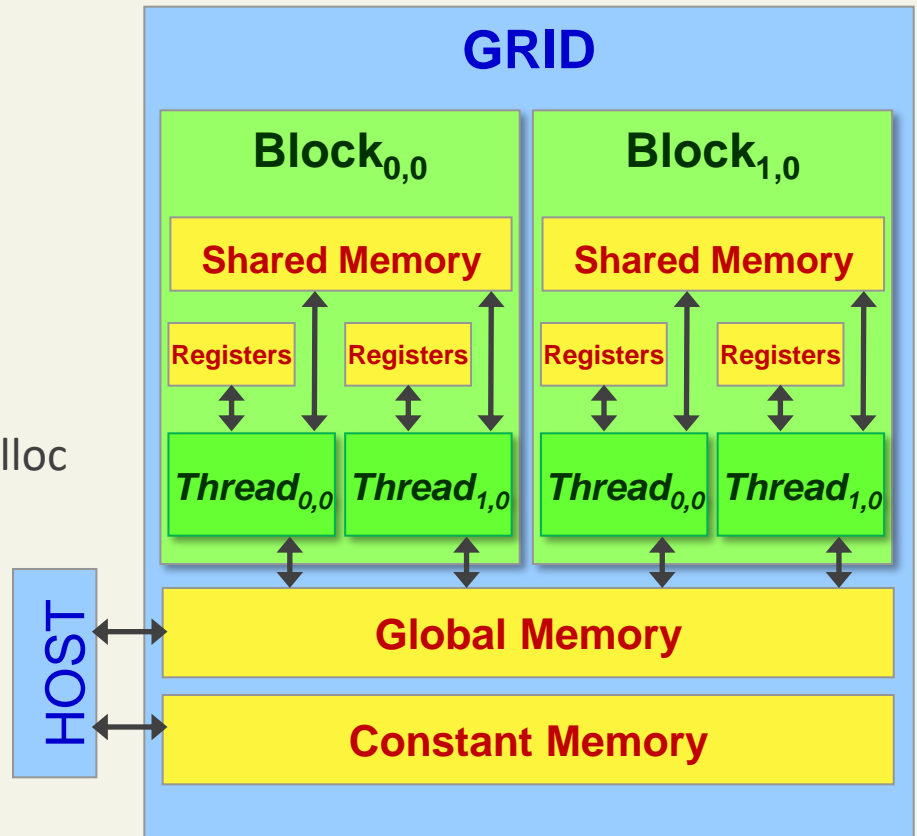 GRID
Block0,0 Block1,0
Shared Memory Shared Memory
Registers Registers Registers Registers
lloc
Thread0,0 Thread1,0 Thread0,0 Thread1,0
HOST
Global Memory
Constant Memory